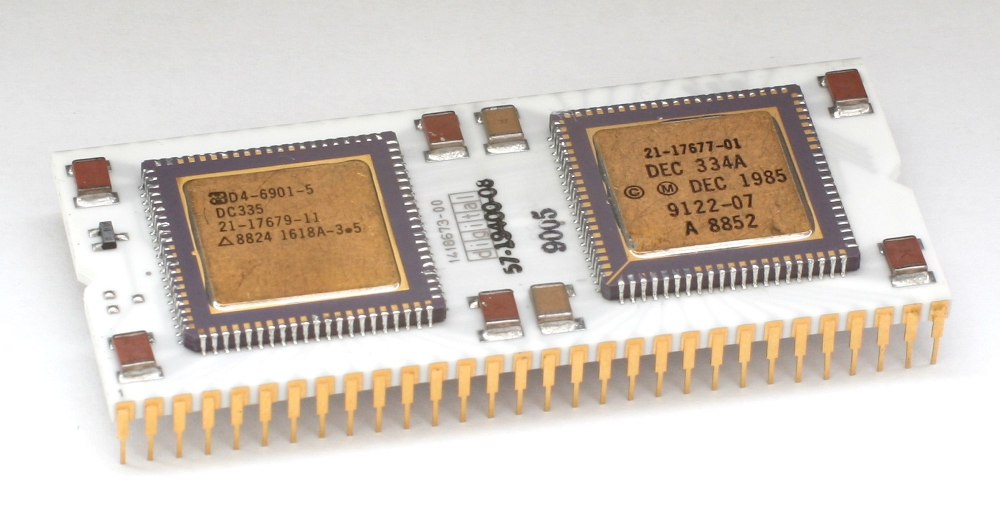 D4-6901-5
DC335
21-17679-11
△8824 1618A-3•5
1418673-00
digital
57-19400-08
9005
21-17677-01
DEC 334A
© Ⓜ DEC 1985
9122-07
A 8852
1